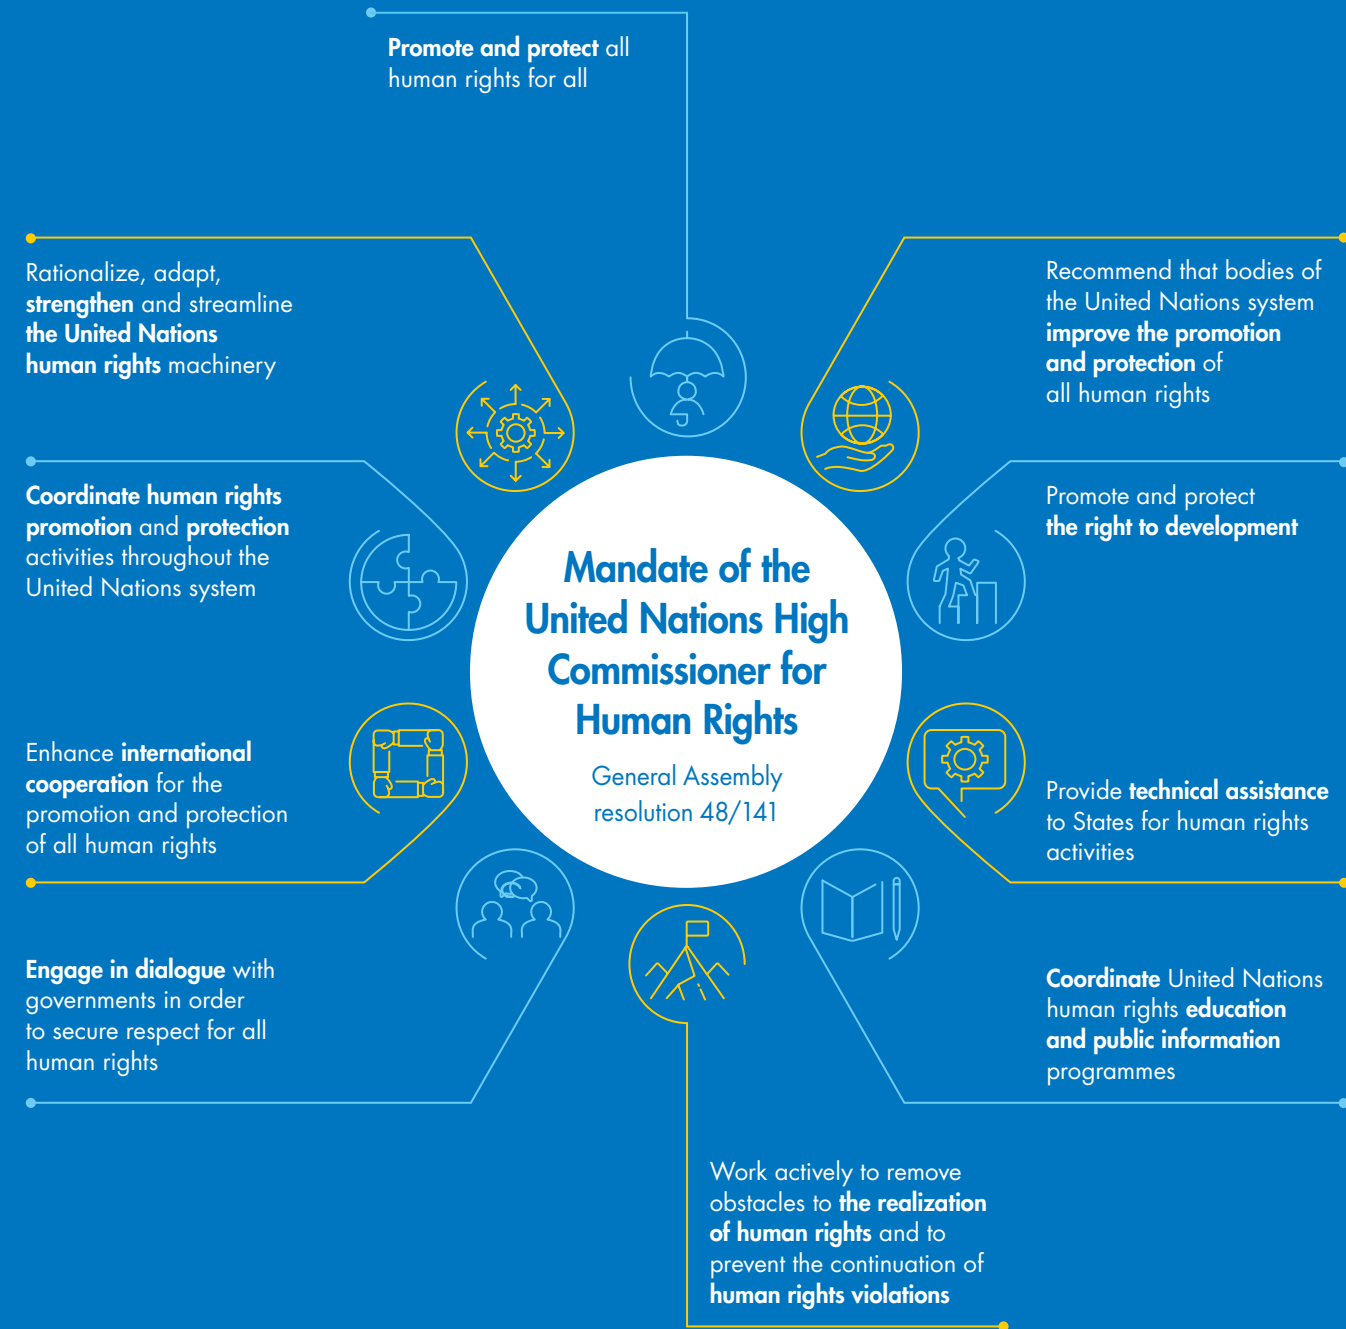 Promote and protect all
human rights for all
Rationalize, adapt,
strengthen and streamline
the United Nations
human rights machinery
Recommend that bodies of
the United Nations system
improve the promotion
and protection of
all human rights
Coordinate human rights
promotion and protection
activities throughout the
United Nations system
Promote and protect
the right to development
Mandate of the
United Nations High
Commissioner for
Human Rights
General Assembly
resolution 48/141
Enhance international
cooperation for the
promotion and protection
of all human rights
Provide technical assistance
to States for human rights
activities
Engage in dialogue with
governments in order
to secure respect for all
human rights
Coordinate United Nations
human rights education
and public information
programmes
Work actively to remove
obstacles to the realization
of human rights and to
prevent the continuation of
human rights violations